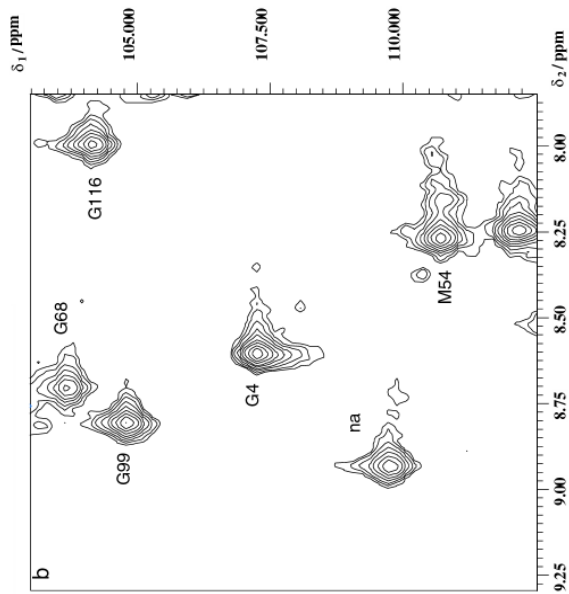 δ1/ppm
105.000
107.500
110.000
δ2/ppm
8.00
8.25
8.50
8.75
9.00
9.25
G116
G68
G99
G4
na
M54
b